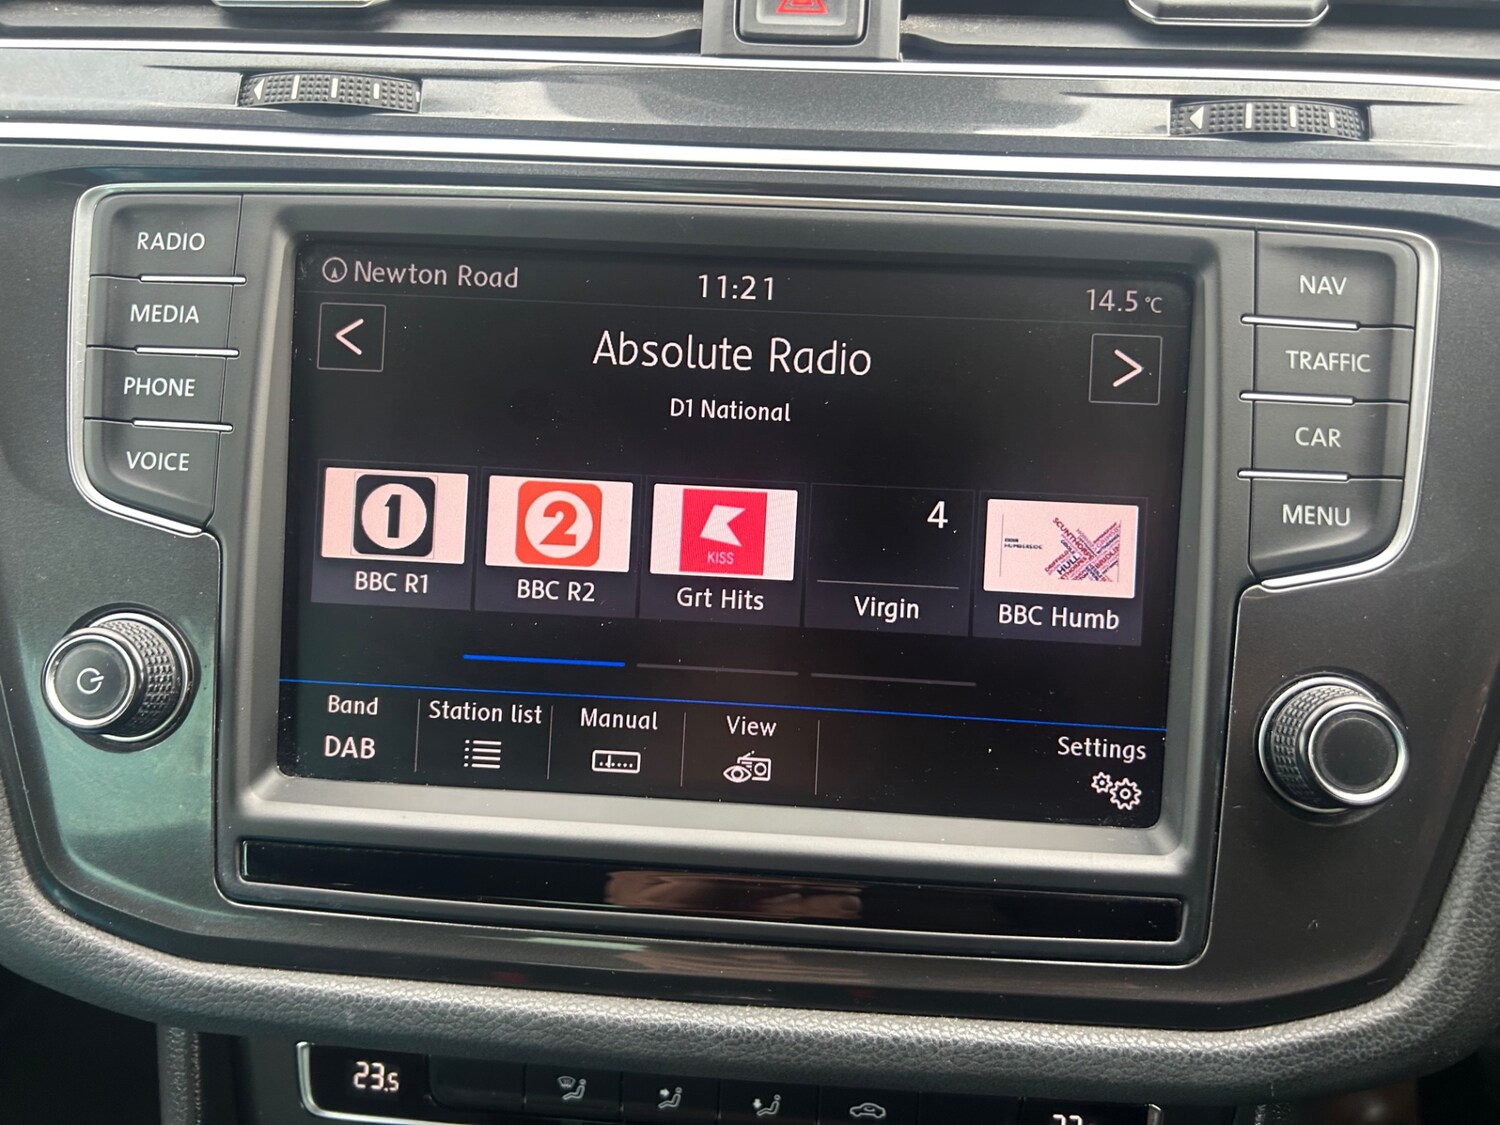 RADIO
MEDIA
PHONE
VOICE
Newton Road
11:21
14.5 °C
Absolute Radio
D1 National
1
BBC R1
2
BBC R2
KISS
Grt Hits
4
Virgin
HULL
BBC Humb
Band
DAB
Station list
Manual
View
Settings
NAV
TRAFFIC
CAR
MENU
23.5